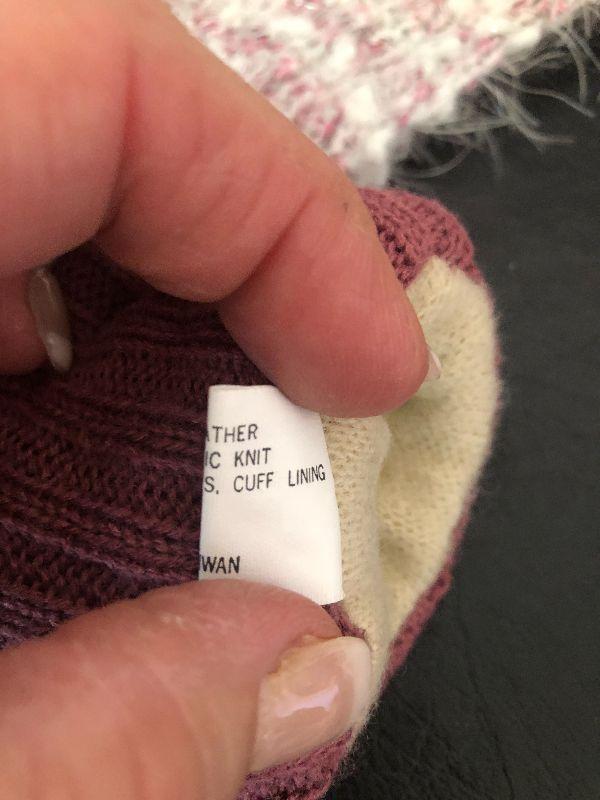 ATHER
IC KNIT
S, CUFF LINING
WAN